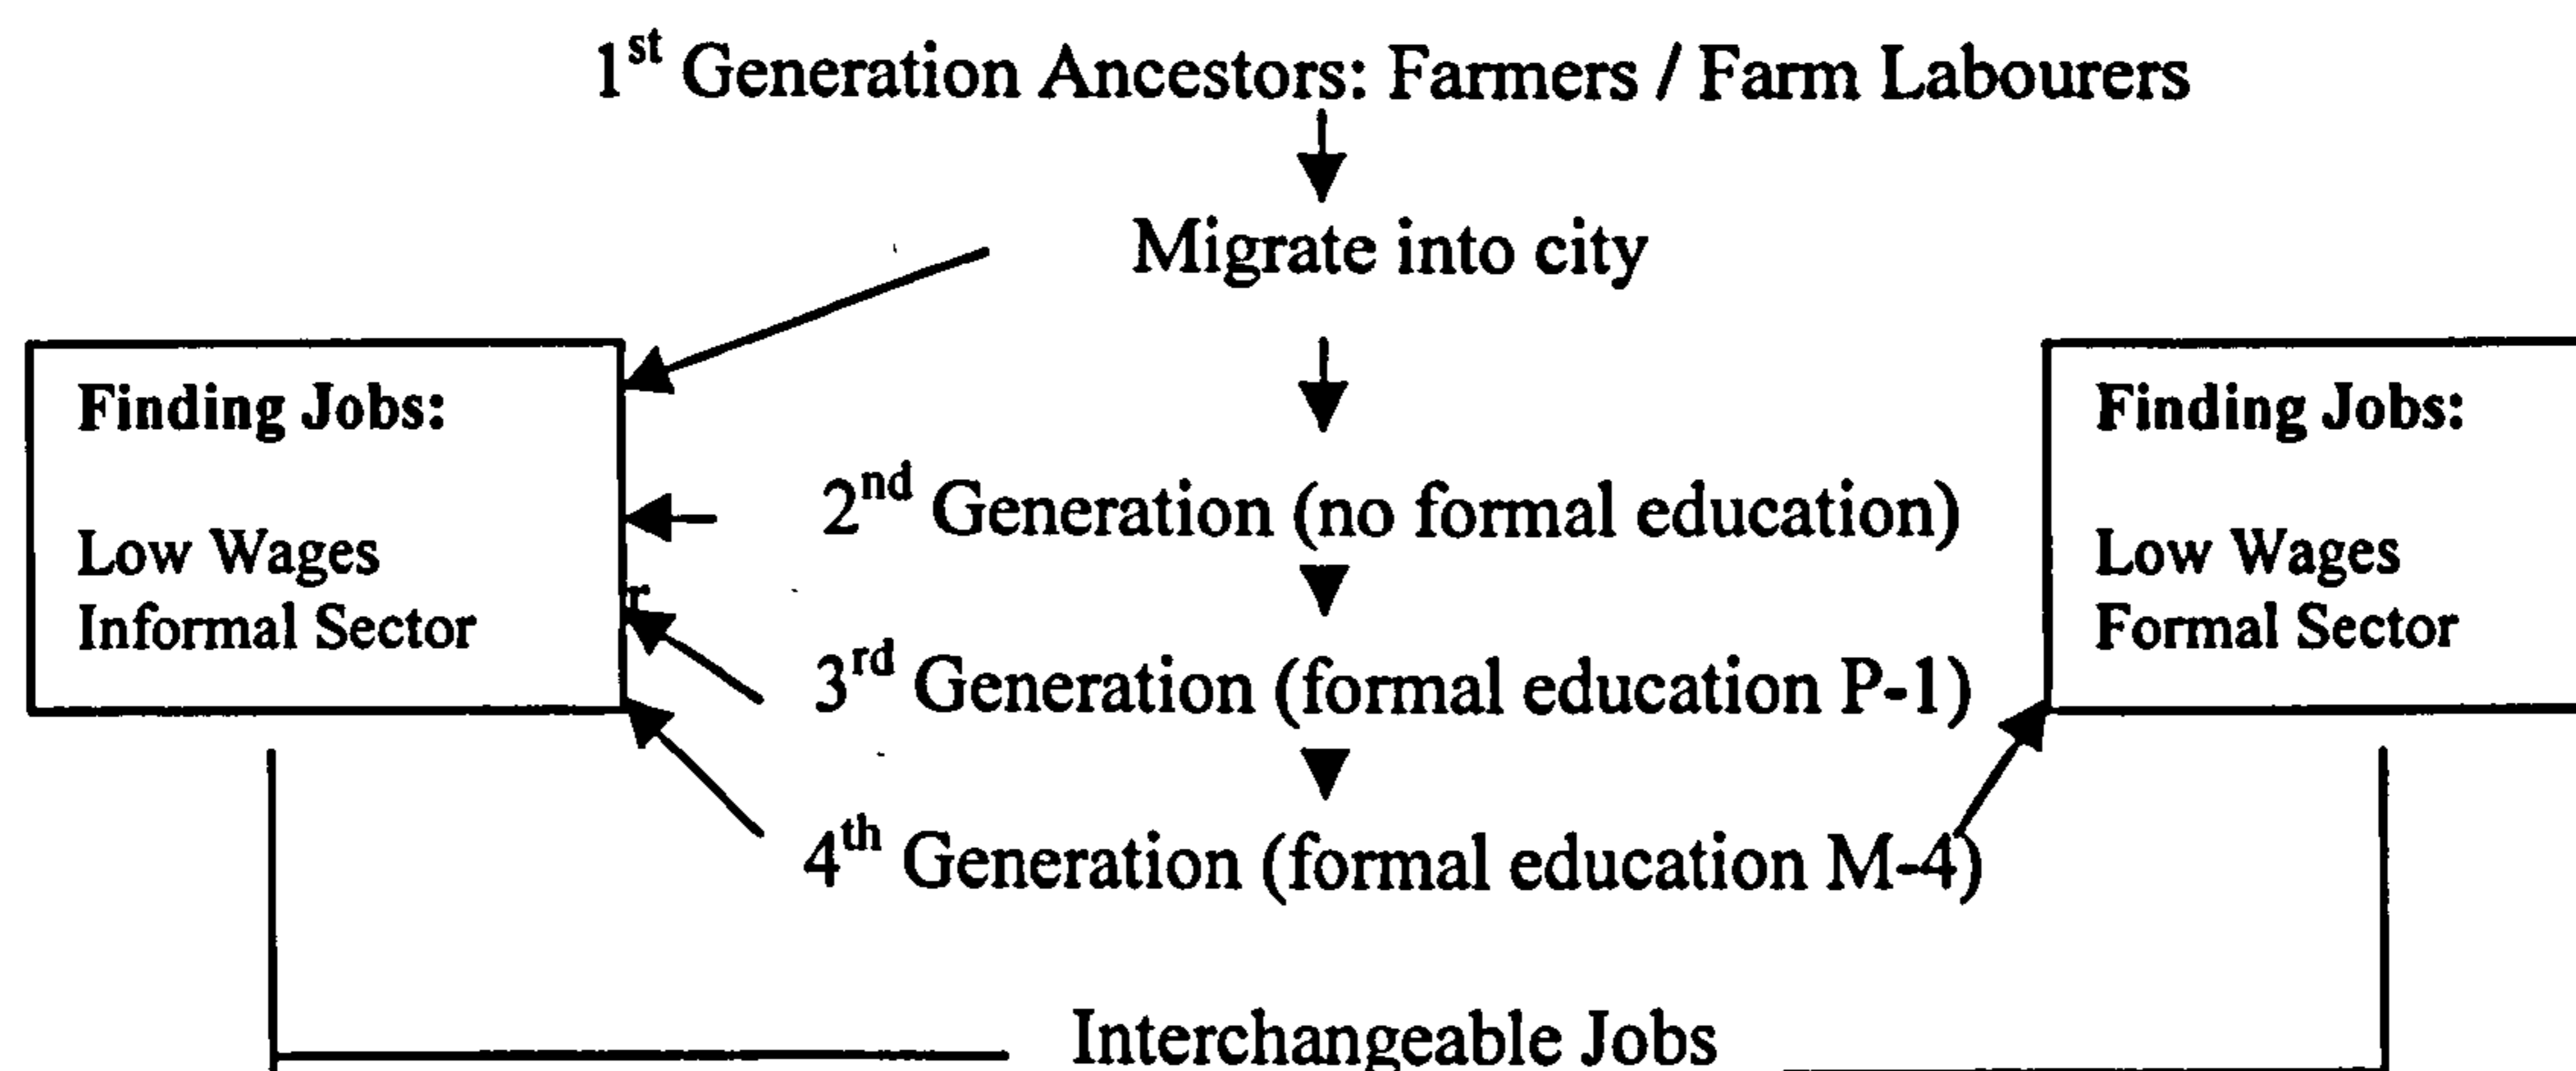 1st Generation Ancestors: Farmers / Farm Labourers
Migrate into city
Finding Jobs:
Low Wages
Informal Sector
r
2nd Generation (no formal education)
3rd Generation (formal education P-1)
4th Generation (formal education M-4)
Finding Jobs:
Low Wages
Formal Sector
Interchangeable Jobs